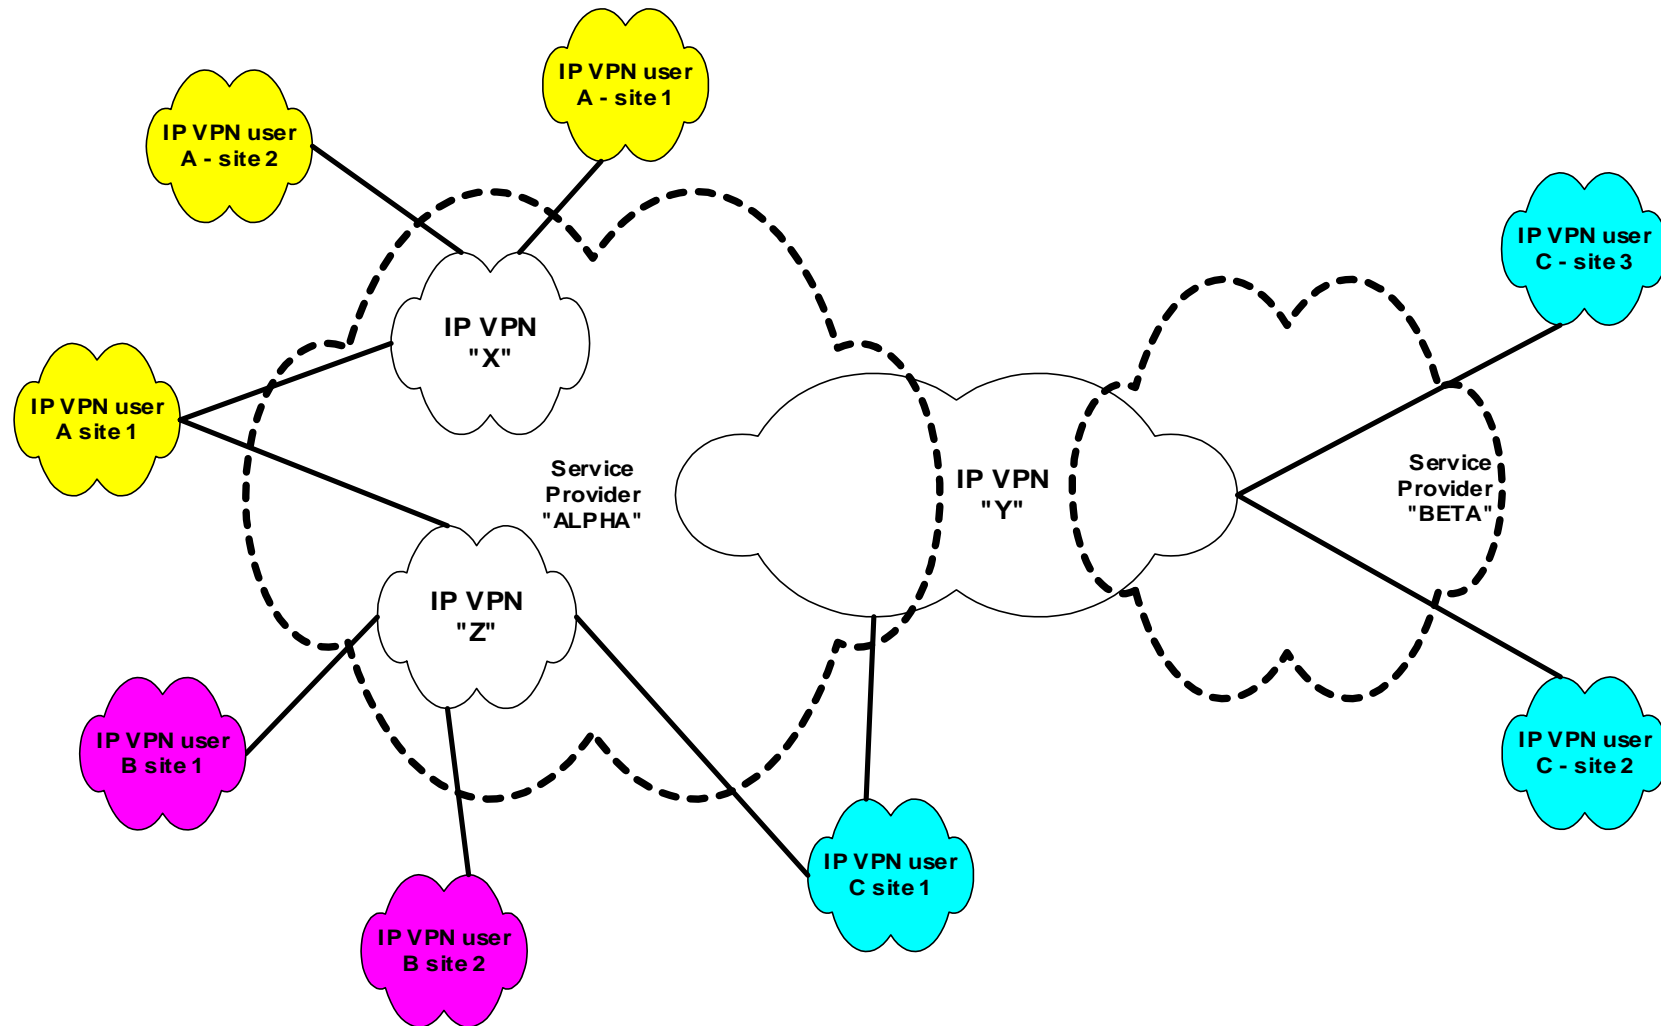 IP VPN user
A - site 1
IP VPN user
A - site 2
IP VPN user
C - site 3
IP VPN
"X"
IP VPN user
A site 1
Service
Provider
"ALPHA"
IP VPN
"Y"
Service
Provider
"BETA"
IP VPN
"Z"
IP VPN user
B site 1
IP VPN user
C - site 2
IP VPN user
C site 1
IP VPN user
B site 2